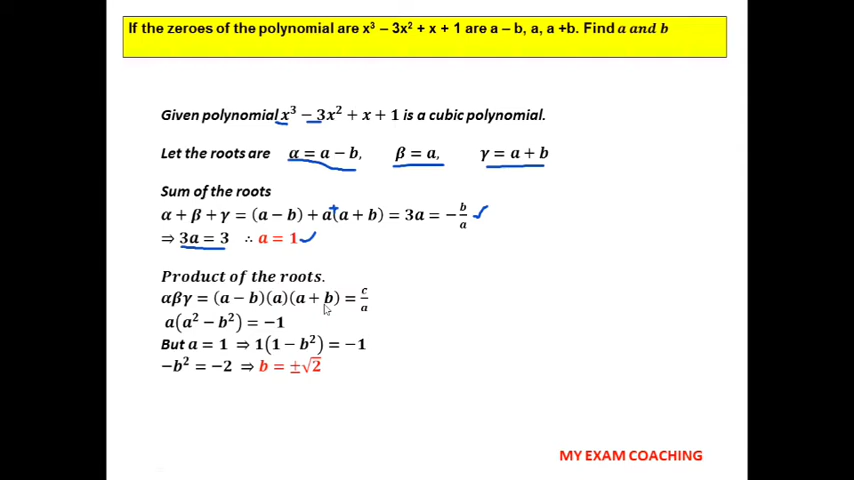 If the zeroes of the polynomial are x³ – 3x² + x + 1 are a – b, a, a +b. Find a and b
Given polynomial x³ − 3x² + x + 1 is a cubic polynomial.
Let the roots are α = a − b, β = a, γ = a + b
Sum of the roots
α + β + γ = (a − b) + a+(a + b) = 3a = − b/a ✓
⇒ 3a = 3 ∴ a = 1 ✓
Product of the roots.
αβγ = (a − b)(a)(a + b) = c/a
a(a² − b²) = −1
But a = 1 ⇒ 1(1 − b²) = −1
−b² = −2 ⇒ b = ±√2
MY EXAM COACHING